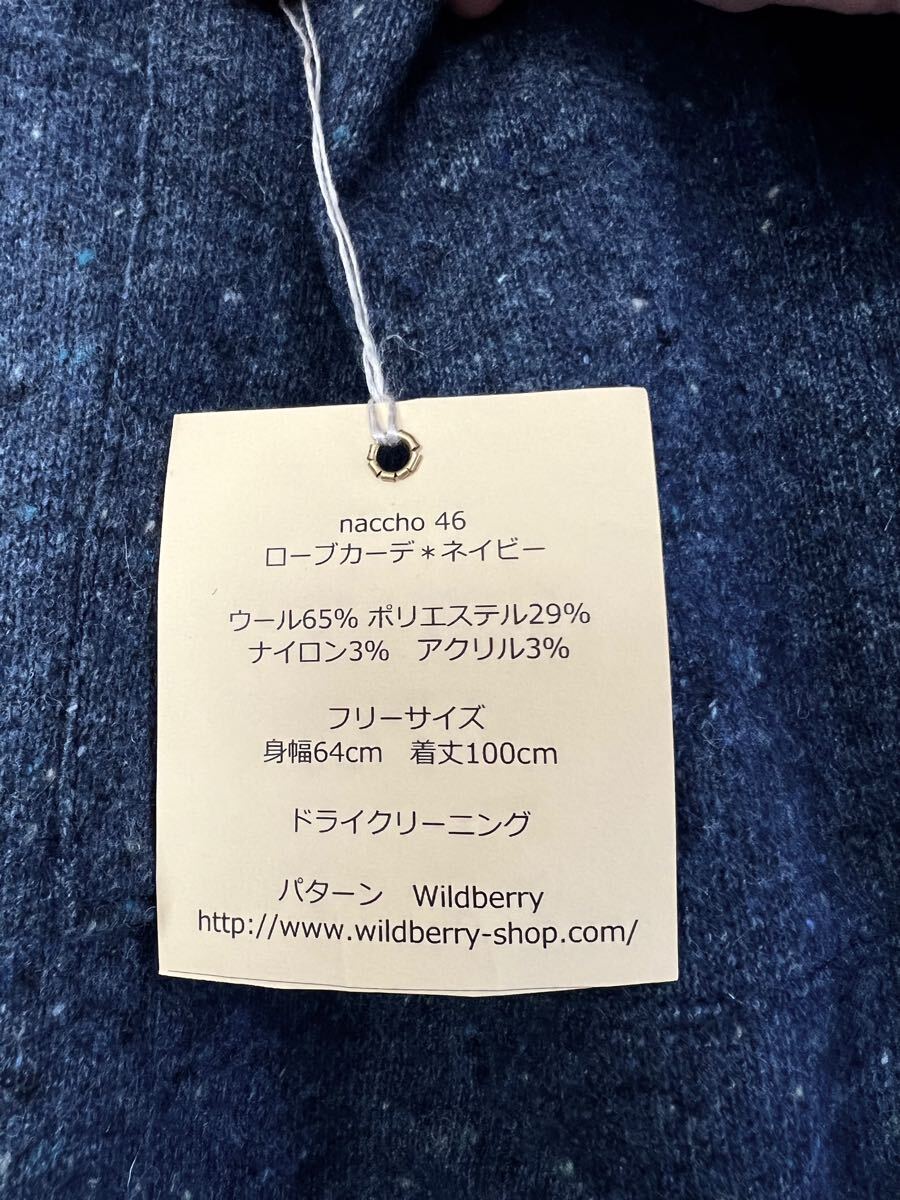 naccho 46
ローブカーデ＊ネイビー
ウール65% ポリエステル29%
ナイロン3%　アクリル3%
フリーサイズ
身幅64cm　着丈100cm
ドライクリーニング
パターン　Wildberry
http://www.wildberry-shop.com/